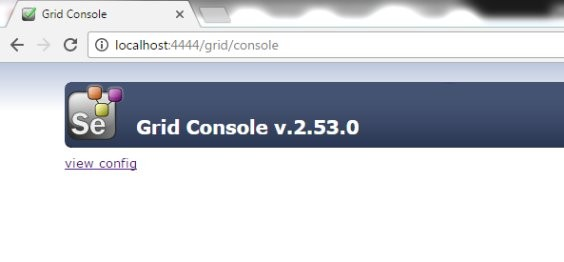 Grid Console
localhost:4444/grid/console
Se
Grid Console v.2.53.0
view config